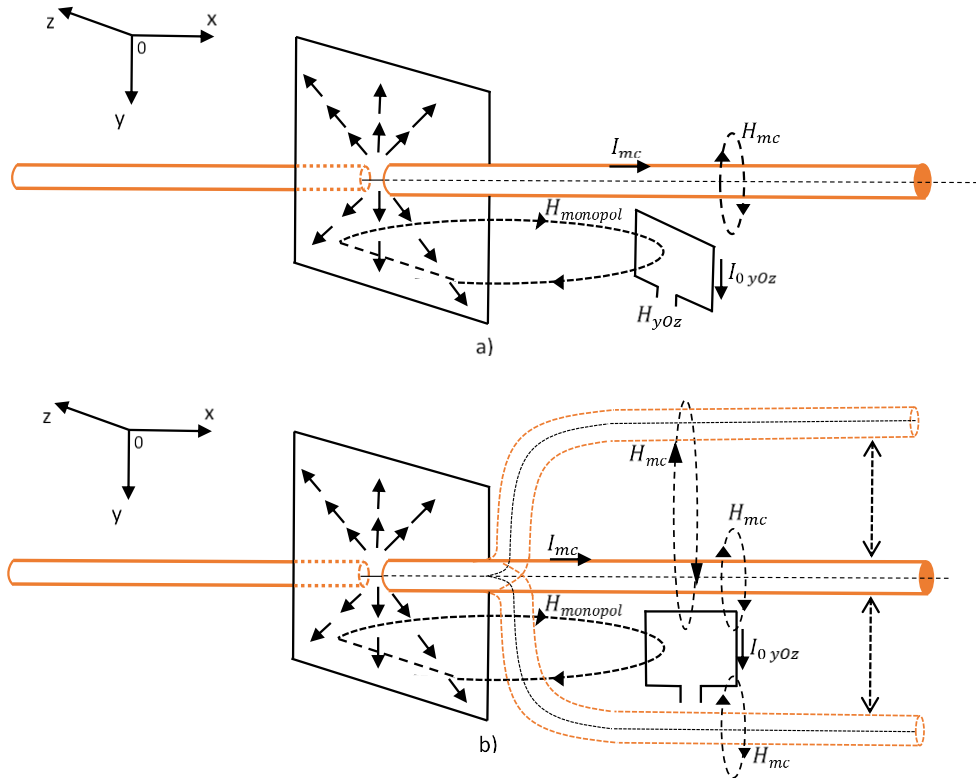 z
x
0
y
I_mc
H_mc
H_monopol
I_0 yOz
H_yOz
a)
z
x
0
y
H_mc
H_mc
I_mc
H_monopol
I_0 yOz
b)
H_mc